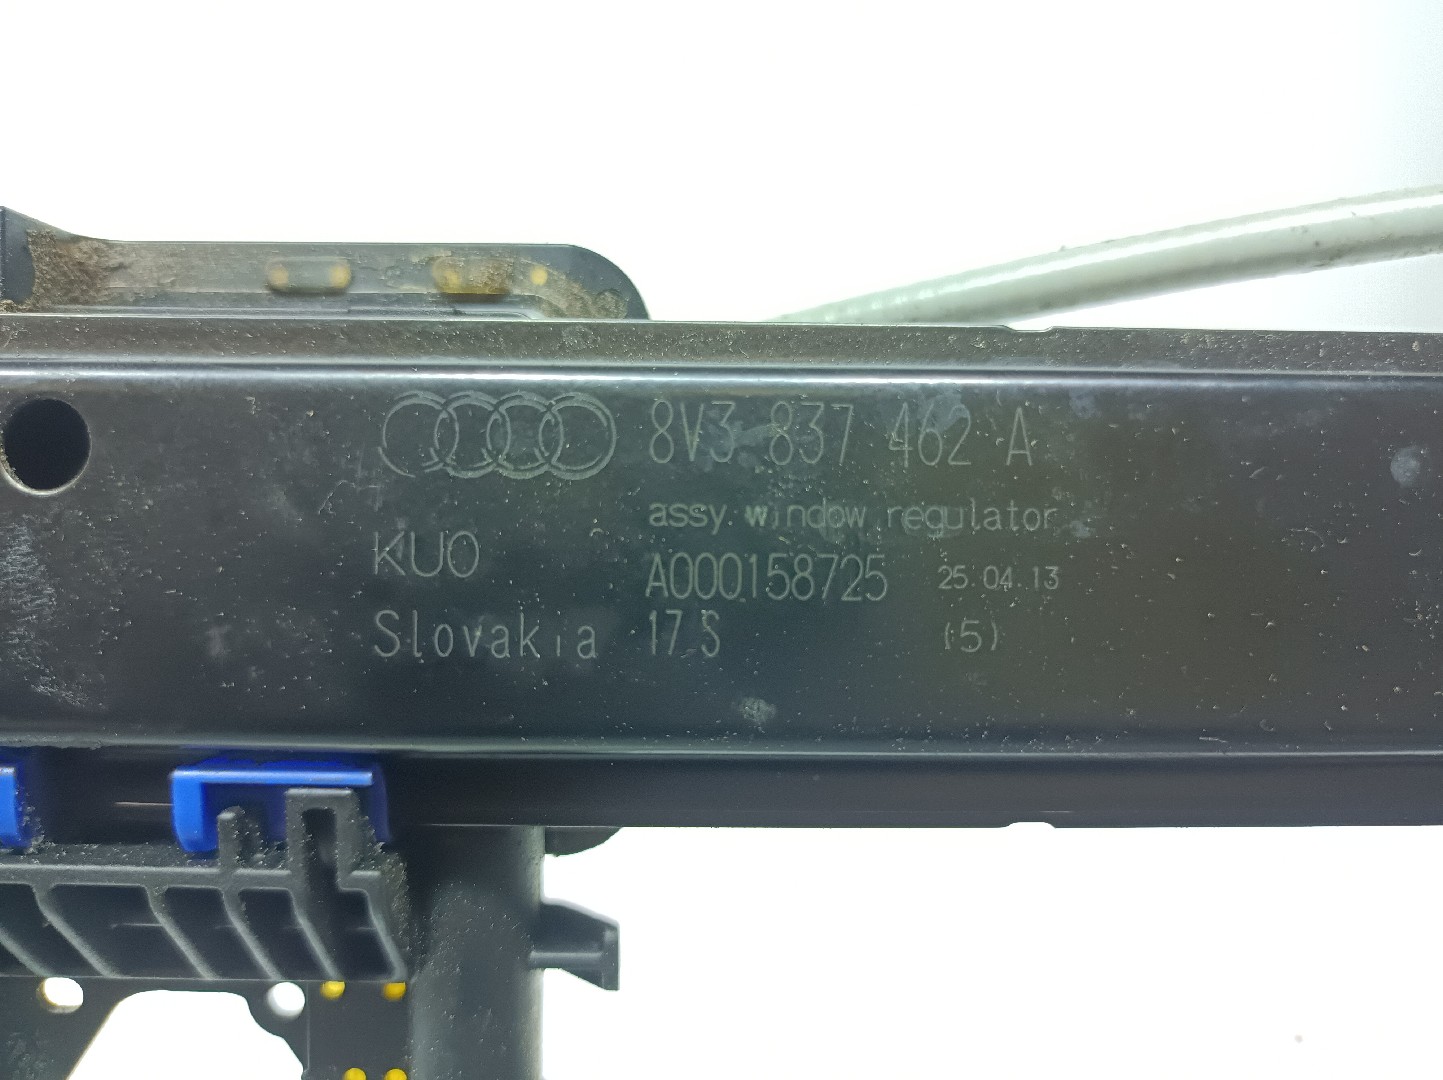 8V3 837 462 A
assy. window regulator
KUO A000158725 25.04.13
Slovakia 17 S (5)